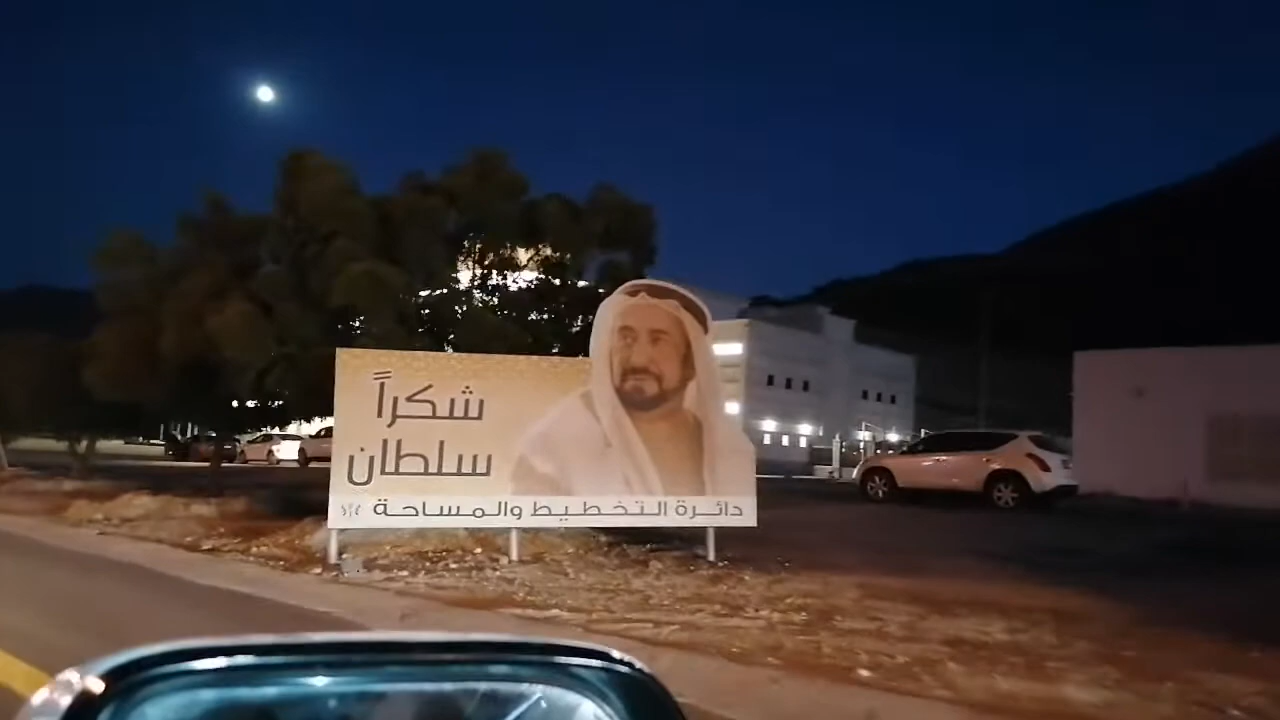 شكراً
سلطان
دائرة التخطيط والمساحة